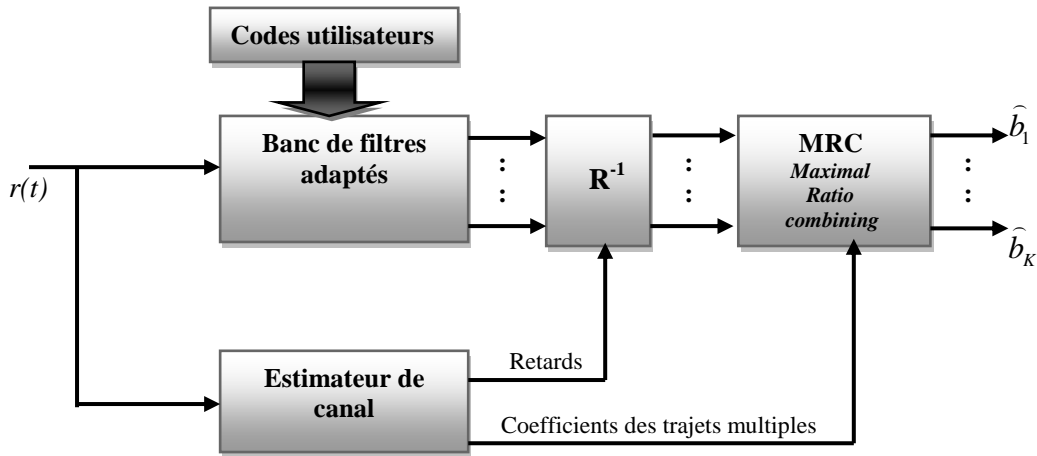 Codes utilisateurs
Banc de filtres
adaptés
R⁻¹
MRC
Maximal
Ratio
combining
r(t)
b̂₁
b̂_K
Estimateur de
canal
Retards
Coefficients des trajets multiples